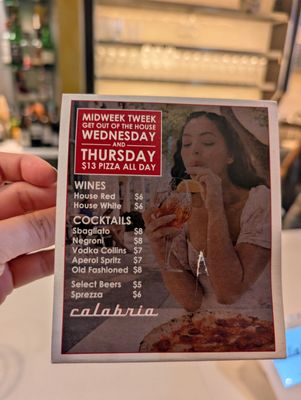 MIDWEEK TWEEK
GET OUT OF THE HOUSE
WEDNESDAY
AND
THURSDAY
$13 PIZZA ALL DAY
WINES
House Red $6
House White $6
COCKTAILS
Sbagliato $8
Negroni $8
Vodka Collins $7
Aperol Spritz $7
Old Fashioned $8
Select Beers $5
Sprezza $6
calabria